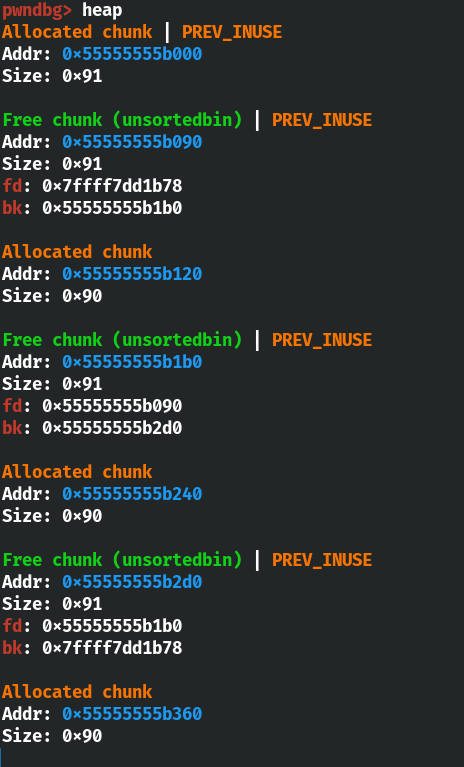 pwndbg> heap
Allocated chunk | PREV_INUSE
Addr: 0x55555555b000
Size: 0x91
Free chunk (unsortedbin) | PREV_INUSE
Addr: 0x55555555b090
Size: 0x91
fd: 0x7ffff7dd1b78
bk: 0x55555555b1b0
Allocated chunk
Addr: 0x55555555b120
Size: 0x90
Free chunk (unsortedbin) | PREV_INUSE
Addr: 0x55555555b1b0
Size: 0x91
fd: 0x55555555b090
bk: 0x55555555b2d0
Allocated chunk
Addr: 0x55555555b240
Size: 0x90
Free chunk (unsortedbin) | PREV_INUSE
Addr: 0x55555555b2d0
Size: 0x91
fd: 0x55555555b1b0
bk: 0x7ffff7dd1b78
Allocated chunk
Addr: 0x55555555b360
Size: 0x90